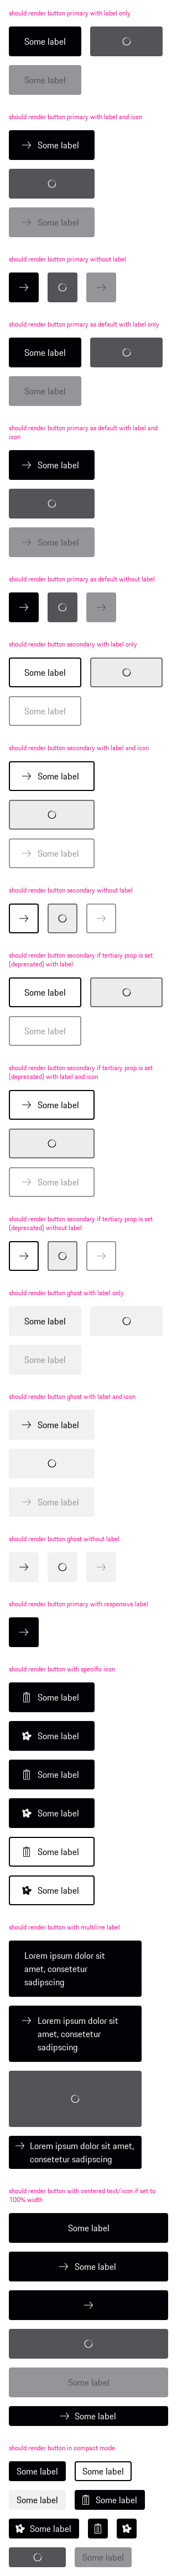 should render button primary with label only
Some label
Some label
should render button primary with label and icon
Some label
Some label
should render button primary without label
should render button primary as default with label only
Some label
Some label
should render button primary as default with label and
icon
Some label
Some label
should render button primary as default without label
should render button secondary with label only
Some label
Some label
should render button secondary with label and icon
Some label
Some label
should render button secondary without label
should render button secondary if tertiary prop is set
(deprecated) with label
Some label
Some label
should render button secondary if tertiary prop is set
(deprecated) with label and icon
Some label
Some label
should render button secondary if tertiary prop is set
(deprecated) without label
should render button ghost with label only
Some label
Some label
should render button ghost with label and icon
Some label
Some label
should render button ghost without label
should render button primary with responsive label
should render button with specific icon
Some label
Some label
Some label
Some label
Some label
Some label
should render button with multiline label
Lorem ipsum dolor sit
amet, consetetur
sadipscing
Lorem ipsum dolor sit
amet, consetetur
sadipscing
Lorem ipsum dolor sit amet,
consetetur sadipscing
should render button with centered text/icon if set to
100% width
Some label
Some label
Some label
Some label
should render button in compact mode
Some label Some label
Some label Some label
Some label
Some label